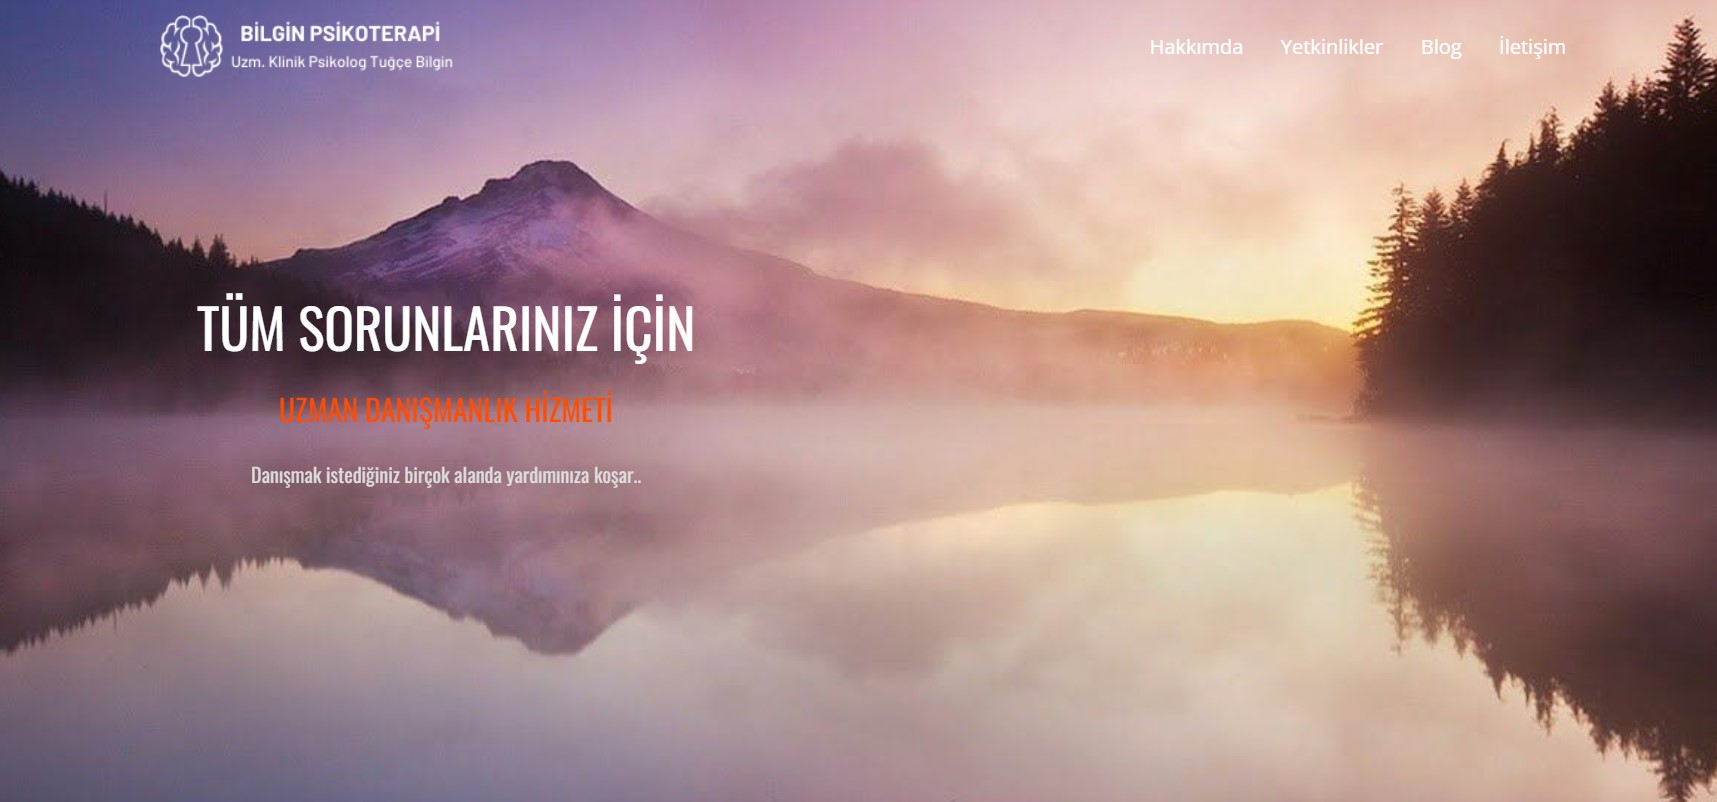 BİLGİN PSİKOTERAPİ
Uzm. Klinik Psikolog Tuğçe Bilgin
Hakkımda Yetkinlikler Blog İletişim
TÜM SORUNLARINIZ İÇİN
UZMAN DANIŞMANLIK HİZMETİ
Danışmak istediğiniz birçok alanda yardımınıza koşar..